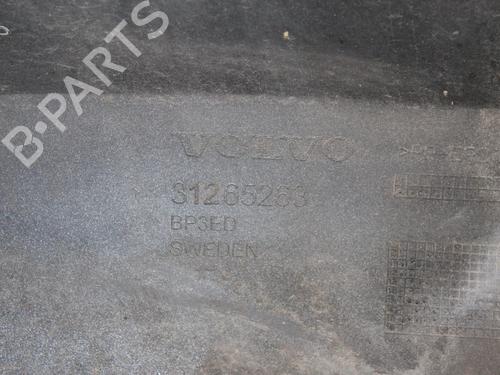 B-PARTS
VOLVO
31265263
BP3ED
SWEDEN